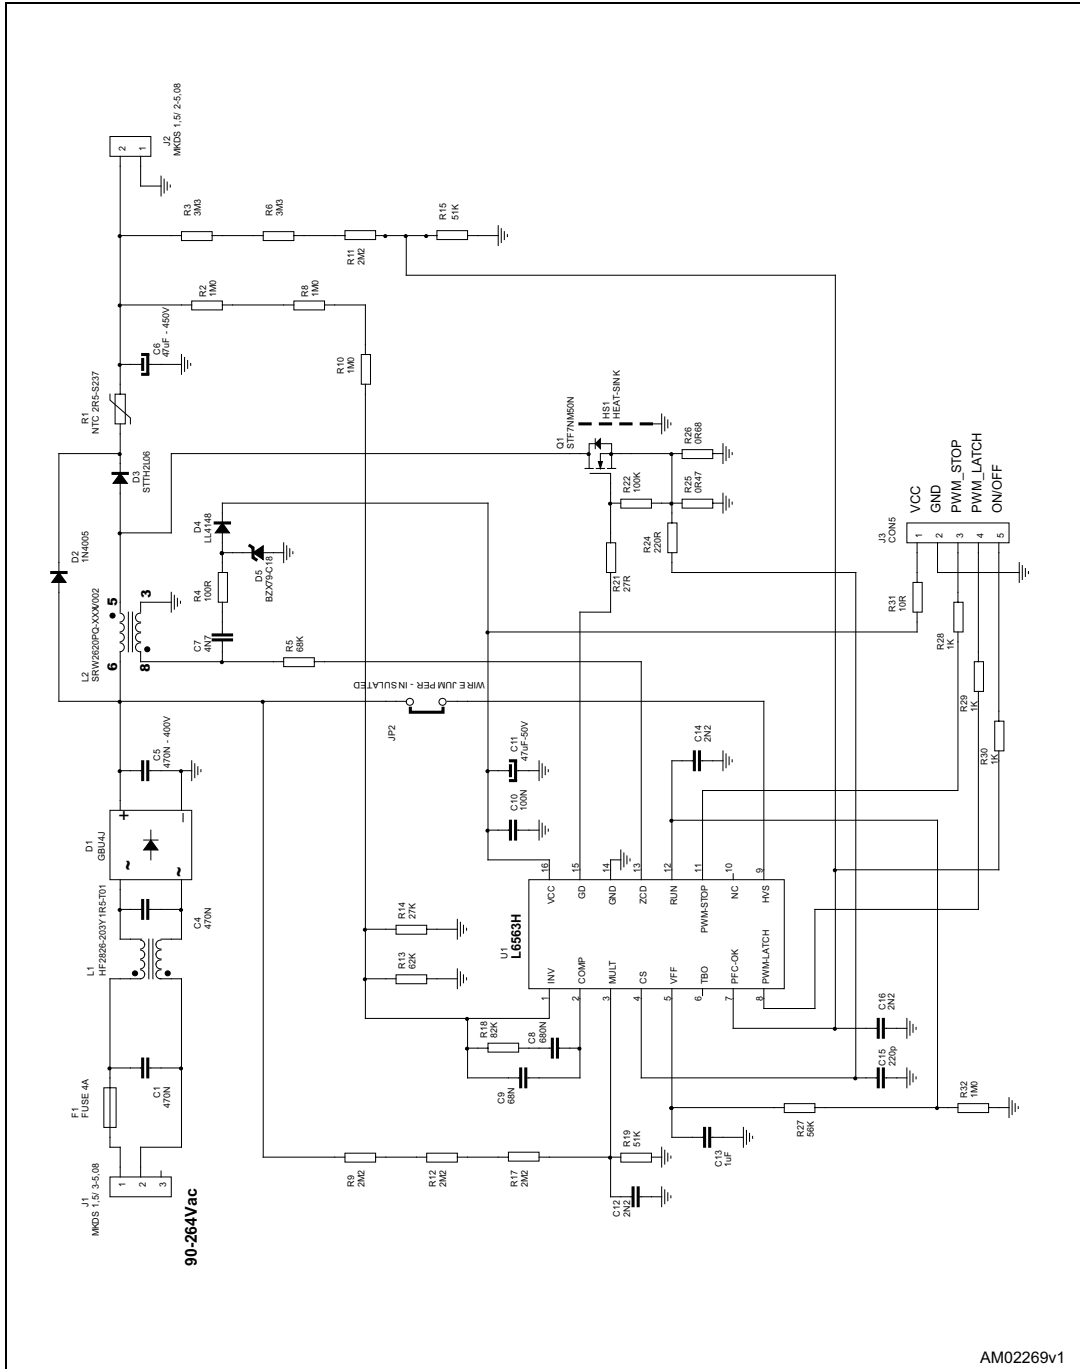 J2
MKDS 1,5/ 2-5,08
2
1
R3
3M3
R6
3M3
R11
2M2
R15
51K
R2
1M0
R8
1M0
C6
47uF - 450V
R10
1M0
R1
NTC 2R5-S237
Q1
STF7NM50N
HS1
HEAT-SINK
R26
0R68
R25
0R47
R22
100K
R24
220R
R21
27R
D3
STTH2L06
D2
1N4005
D4
LL4148
D5
BZX79-C18
R4
100R
C7
4N7
R5
68K
5
3
6
8
L2
SRW2620PQ-XXXV002
JP2
WIRE JUMPER - INSULATED
J3
CON5
1
2
3
4
5
VCC
GND
PWM_STOP
PWM_LATCH
ON/OFF
R31
10R
R28
1K
R29
1K
R30
1K
C5
470N - 400V
C11
47uF-50V
C10
100N
C14
2N2
D1
GBU4J
+
–
~
~
C4
470N
L1
HF2826-203Y1R5-T01
R14
27K
R13
62K
U1
L6563H
16 VCC
15 GD
14 GND
13 ZCD
12 RUN
11 PWM-STOP
10 NC
9 HVS
INV 1
COMP 2
MULT 3
CS 4
VFF 5
TBO 6
PFC-OK 7
PWM-LATCH 8
R18
82K
C8
680N
C9
68N
C16
2N2
C15
220p
R32
1M0
R27
56K
C13
1uF
R19
51K
C12
2N2
R9
2M2
R12
2M2
R17
2M2
C1
470N
F1
FUSE 4A
J1
MKDS 1,5/ 3-5,08
1
2
3
90-264Vac
AM02269v1